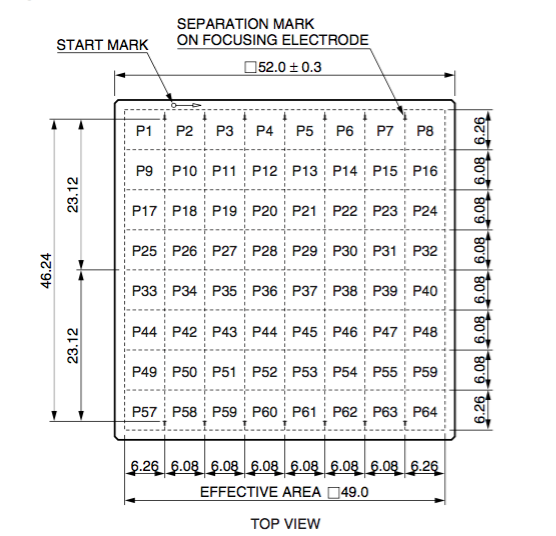 SEPARATION MARK
ON FOCUSING ELECTRODE
START MARK
□52.0 ± 0.3
P1 P2 P3 P4 P5 P6 P7 P8
6.26
P9 P10 P11 P12 P13 P14 P15 P16
6.08
P17 P18 P19 P20 P21 P22 P23 P24
6.08
23.12
P25 P26 P27 P28 P29 P30 P31 P32
6.08
46.24
P33 P34 P35 P36 P37 P38 P39 P40
6.08
P44 P42 P43 P44 P45 P46 P47 P48
6.08
23.12
P49 P50 P51 P52 P53 P54 P55 P59
6.08
P57 P58 P59 P60 P61 P62 P63 P64
6.26
6.26 6.08 6.08 6.08 6.08 6.08 6.08 6.26
EFFECTIVE AREA □49.0
TOP VIEW